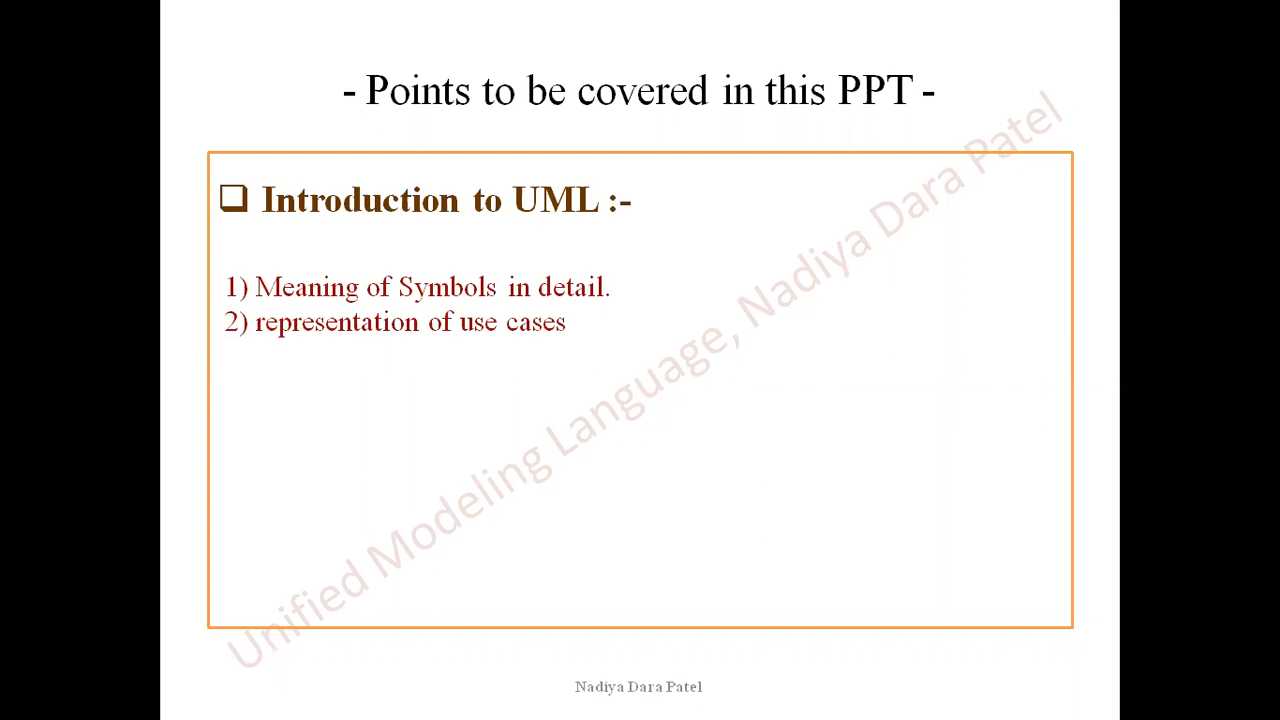 - Points to be covered in this PPT -
❑ Introduction to UML :-
1) Meaning of Symbols in detail.
2) representation of use cases
Unified Modeling Language, Nadiya Dara Patel
Nadiya Dara Patel